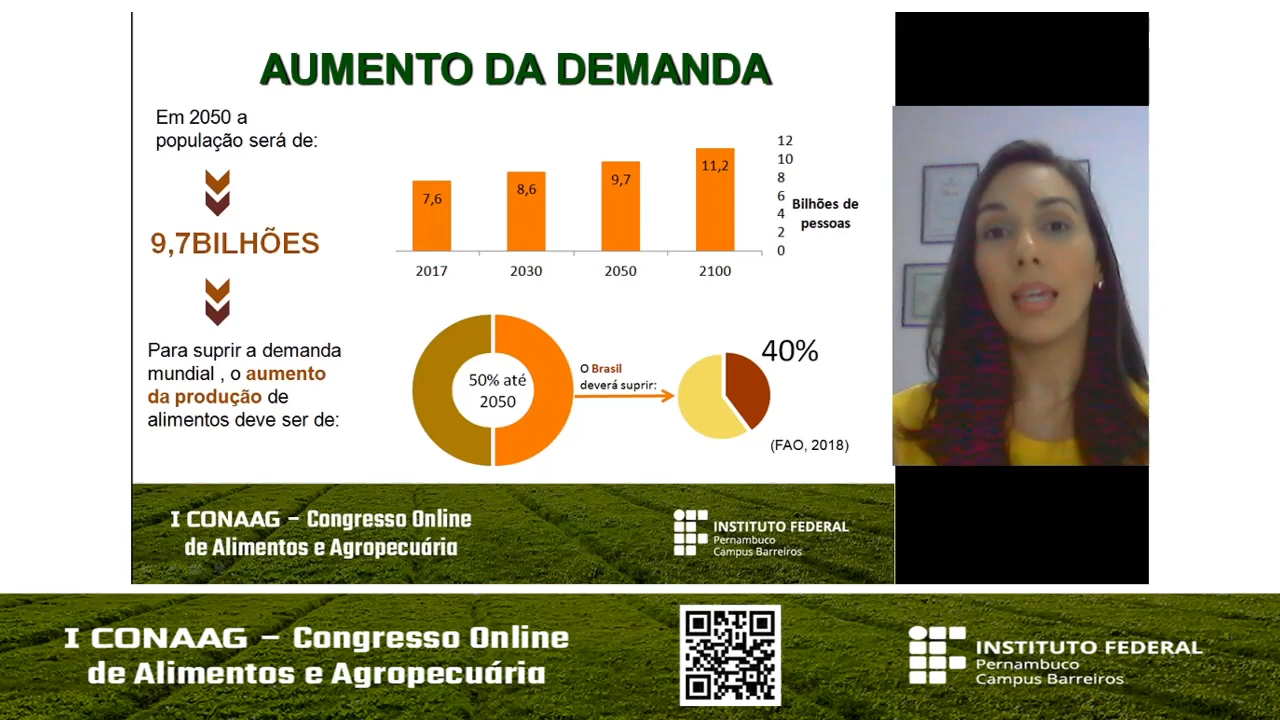 AUMENTO DA DEMANDA
Em 2050 a
população será de:
9,7BILHÕES
Para suprir a demanda
mundial , o aumento
da produção de
alimentos deve ser de:
12
10
8
6
4
2
0
Bilhões de
pessoas
7,6
8,6
9,7
11,2
2017
2030
2050
2100
50% até
2050
O Brasil
deverá suprir:
40%
(FAO, 2018)
I CONAAG – Congresso Online
de Alimentos e Agropecuária
INSTITUTO FEDERAL
Pernambuco
Campus Barreiros
I CONAAG – Congresso Online
de Alimentos e Agropecuária
INSTITUTO FEDERAL
Pernambuco
Campus Barreiros